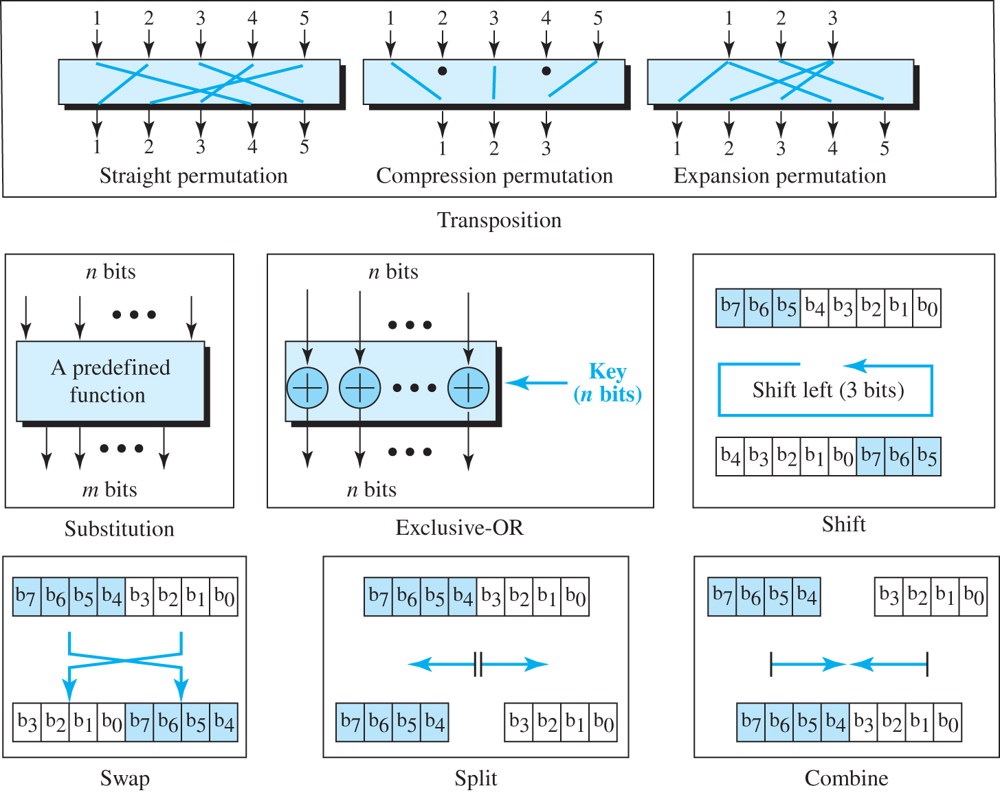 1 2 3 4 5 1 2 3 4 5 1 2 3
1 2 3 4 5 1 2 3 1 2 3 4 5
Straight permutation Compression permutation Expansion permutation
Transposition
n bits
A predefined
function
m bits
Substitution
n bits
Key
(n bits)
n bits
Exclusive-OR
b7 b6 b5 b4 b3 b2 b1 b0
Shift left (3 bits)
b4 b3 b2 b1 b0 b7 b6 b5
Shift
b7 b6 b5 b4 b3 b2 b1 b0
b3 b2 b1 b0 b7 b6 b5 b4
Swap
b7 b6 b5 b4 b3 b2 b1 b0
b7 b6 b5 b4 b3 b2 b1 b0
Split
b7 b6 b5 b4 b3 b2 b1 b0
b7 b6 b5 b4 b3 b2 b1 b0
Combine